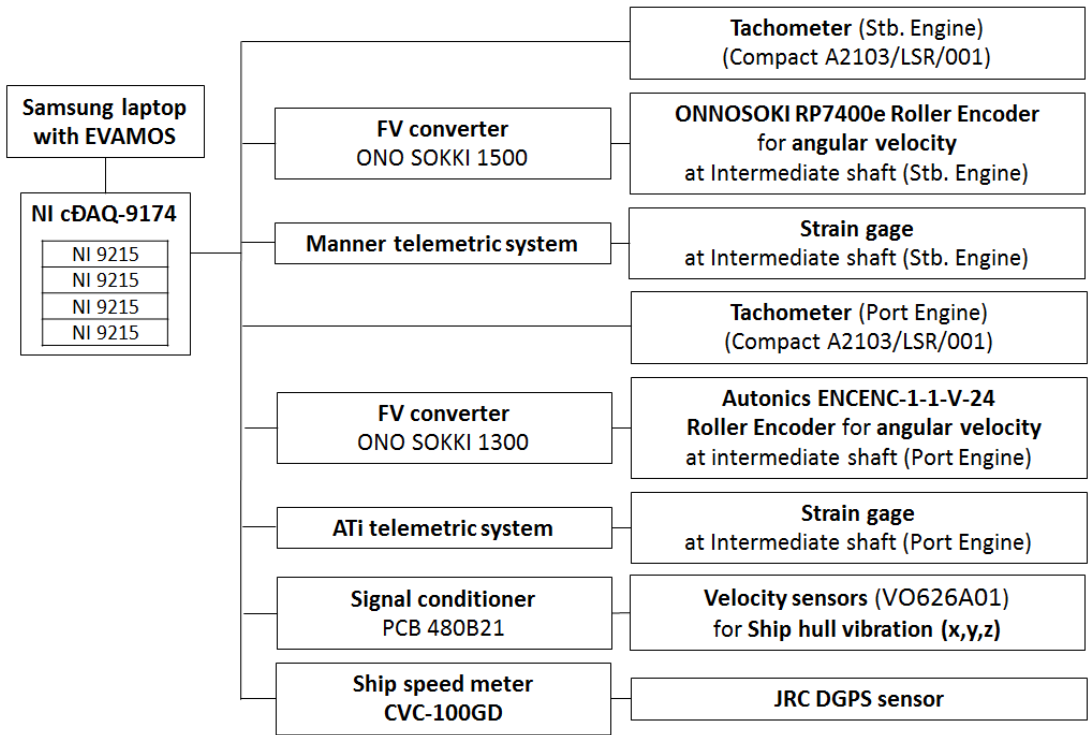 Tachometer (Stb. Engine)
(Compact A2103/LSR/001)
Samsung laptop
with EVAMOS
FV converter
ONO SOKKI 1500
ONNOSOKI RP7400e Roller Encoder
for angular velocity
at Intermediate shaft (Stb. Engine)
NI cĐAQ-9174
NI 9215
NI 9215
NI 9215
NI 9215
Manner telemetric system
Strain gage
at Intermediate shaft (Stb. Engine)
Tachometer (Port Engine)
(Compact A2103/LSR/001)
FV converter
ONO SOKKI 1300
Autonics ENCENC-1-1-V-24
Roller Encoder for angular velocity
at intermediate shaft (Port Engine)
ATi telemetric system
Strain gage
at Intermediate shaft (Port Engine)
Signal conditioner
PCB 480B21
Velocity sensors (VO626A01)
for Ship hull vibration (x,y,z)
Ship speed meter
CVC-100GD
JRC DGPS sensor